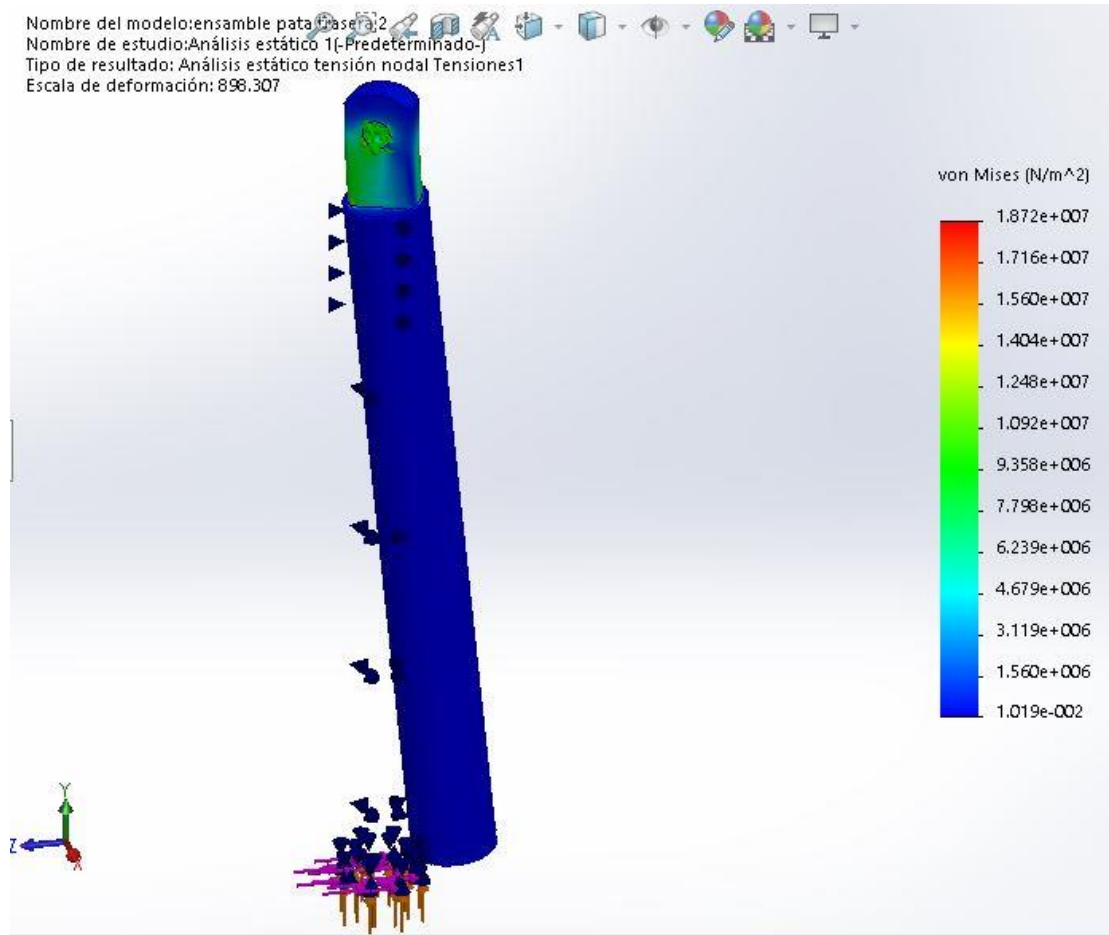 Nombre del modelo:ensamble pata trasera 2
Nombre de estudio:Análisis estático 1(-Predeterminado-)
Tipo de resultado: Análisis estático tensión nodal Tensiones1
Escala de deformación: 898.307
von Mises (N/m^2)
1.872e+007
1.716e+007
1.560e+007
1.404e+007
1.248e+007
1.092e+007
9.358e+006
7.798e+006
6.239e+006
4.679e+006
3.119e+006
1.560e+006
1.019e-002
Y
Z
X